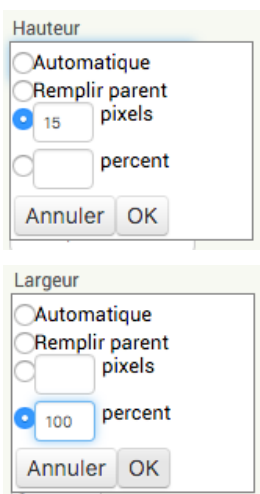 Hauteur
Automatique
Remplir parent
15 pixels
percent
Annuler OK
Largeur
Automatique
Remplir parent
pixels
100 percent
Annuler OK